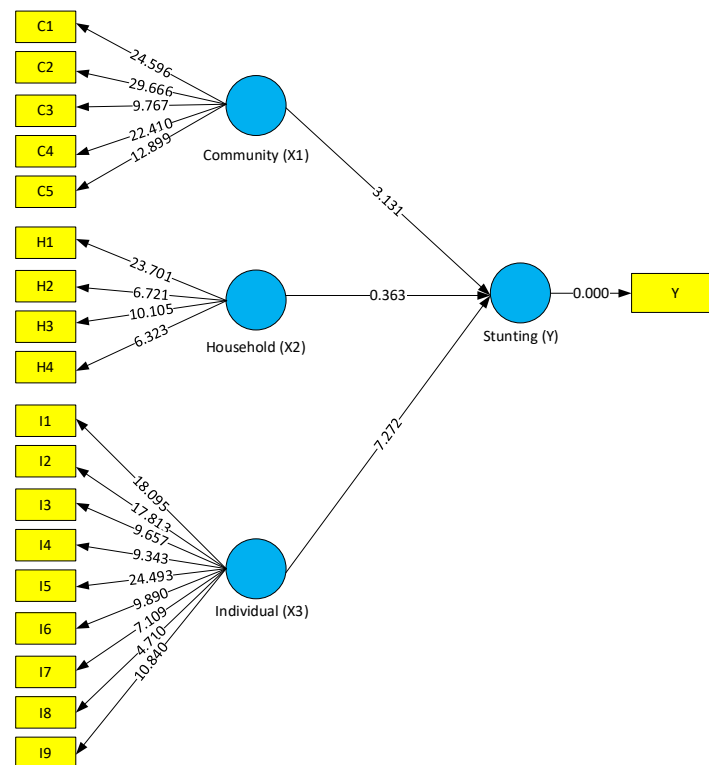 C1
24.596
C2
29.666
C3
9.767
C4
22.410
C5
12.899
Community (X1)
3.131
H1
23.701
H2
6.721
H3
10.105
H4
6.323
Household (X2)
0.363
Stunting (Y)
0.000
Y
I1
18.095
I2
17.813
I3
9.657
I4
9.343
I5
24.493
I6
9.890
I7
7.109
I8
4.710
I9
10.840
Individual (X3)
7.272